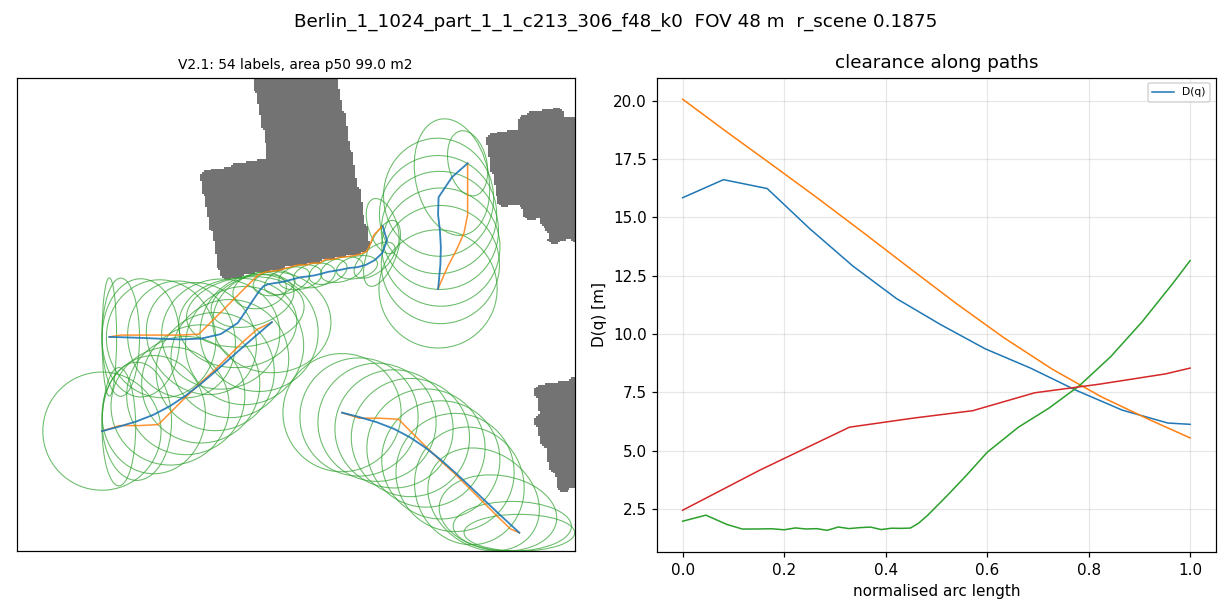 Berlin_1_1024_part_1_1_c213_306_f48_k0  FOV 48 m  r_scene 0.1875
V2.1: 54 labels, area p50 99.0 m2
clearance along paths
D(q)
D(q) [m]
20.0
17.5
15.0
12.5
10.0
7.5
5.0
2.5
0.0 0.2 0.4 0.6 0.8 1.0
normalised arc length